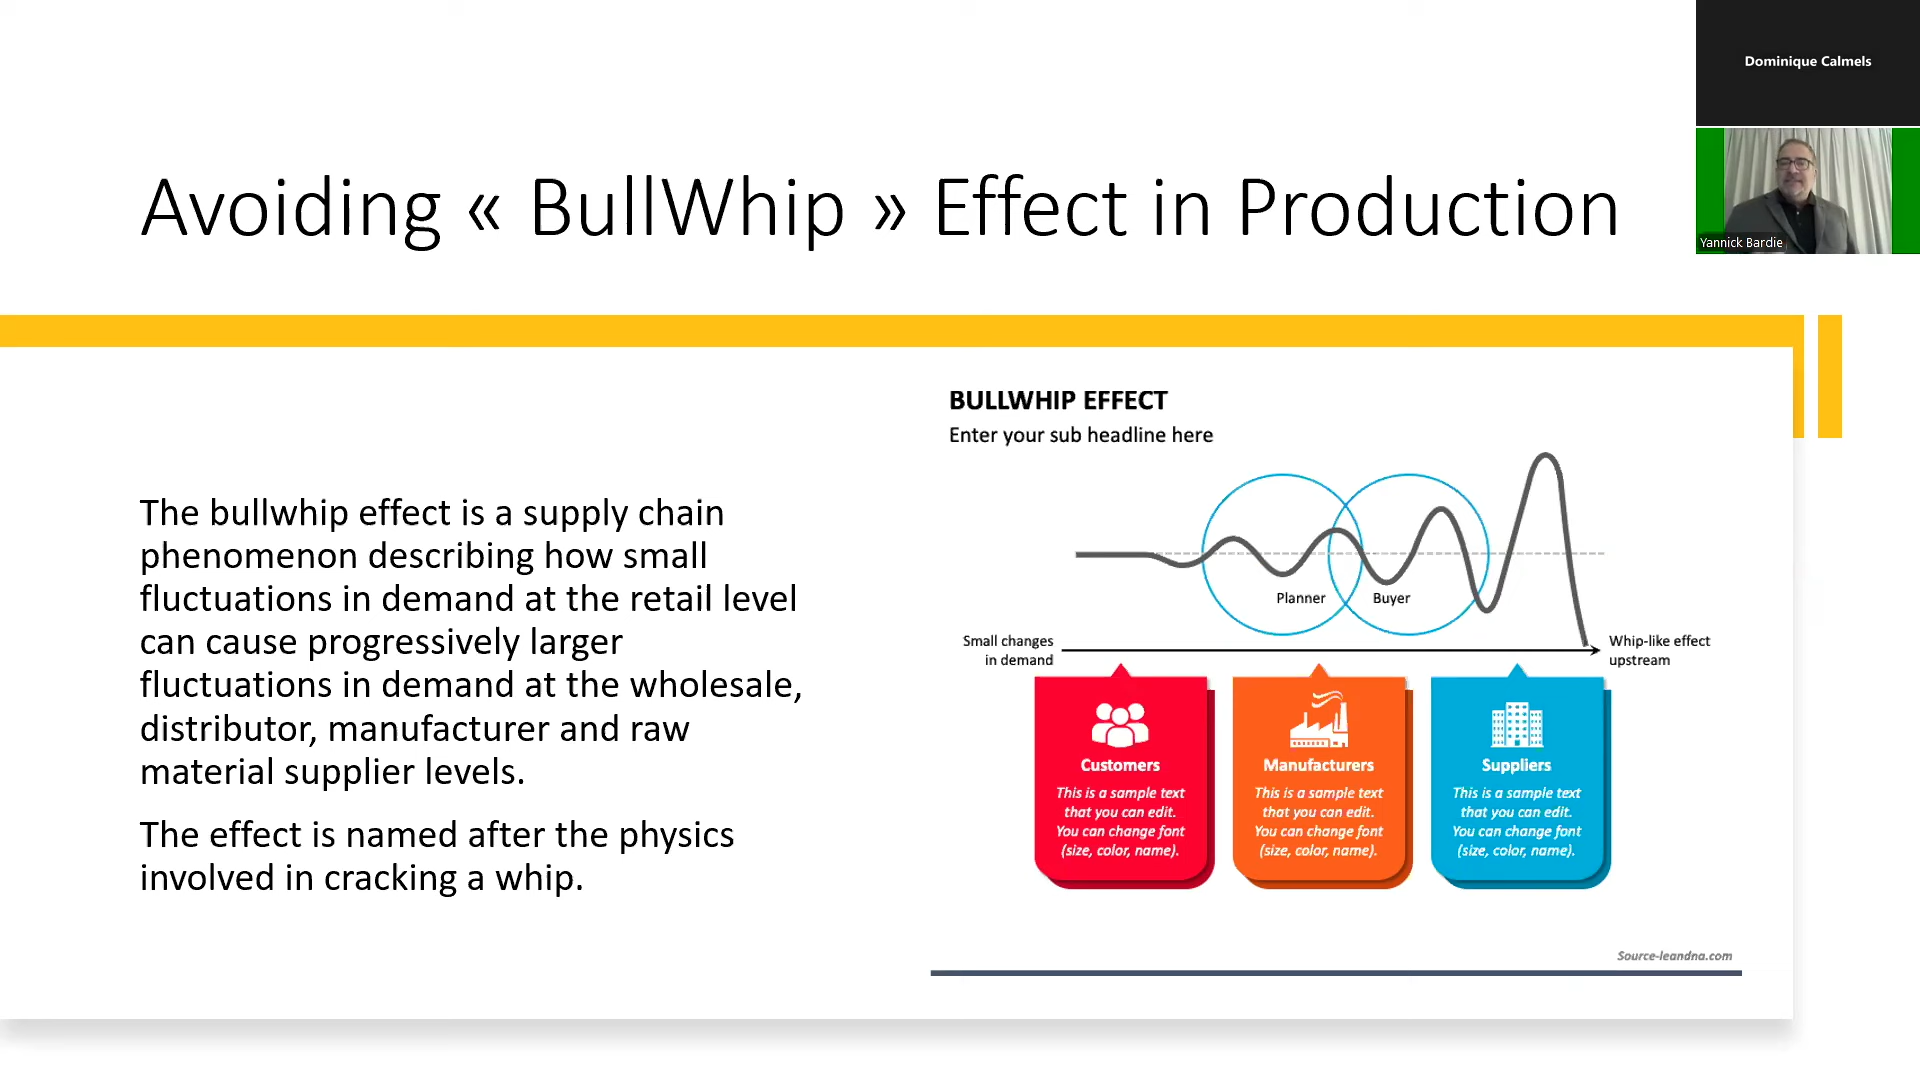 Dominique Calmels
Yannick Bardie
Avoiding « BullWhip » Effect in Production
The bullwhip effect is a supply chain
phenomenon describing how small
fluctuations in demand at the retail level
can cause progressively larger
fluctuations in demand at the wholesale,
distributor, manufacturer and raw
material supplier levels.
The effect is named after the physics
involved in cracking a whip.
BULLWHIP EFFECT
Enter your sub headline here
Planner
Buyer
Small changes
in demand
Whip-like effect
upstream
Customers
This is a sample text
that you can edit.
You can change font
(size, color, name).
Manufacturers
This is a sample text
that you can edit.
You can change font
(size, color, name).
Suppliers
This is a sample text
that you can edit.
You can change font
(size, color, name).
Source-leandna.com